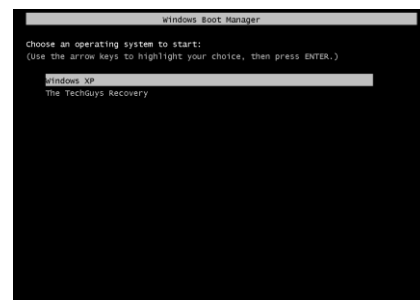 Windows Boot Manager
Choose an operating system to start:
(Use the arrow keys to highlight your choice, then press ENTER.)
Windows XP
The TechGuys Recovery